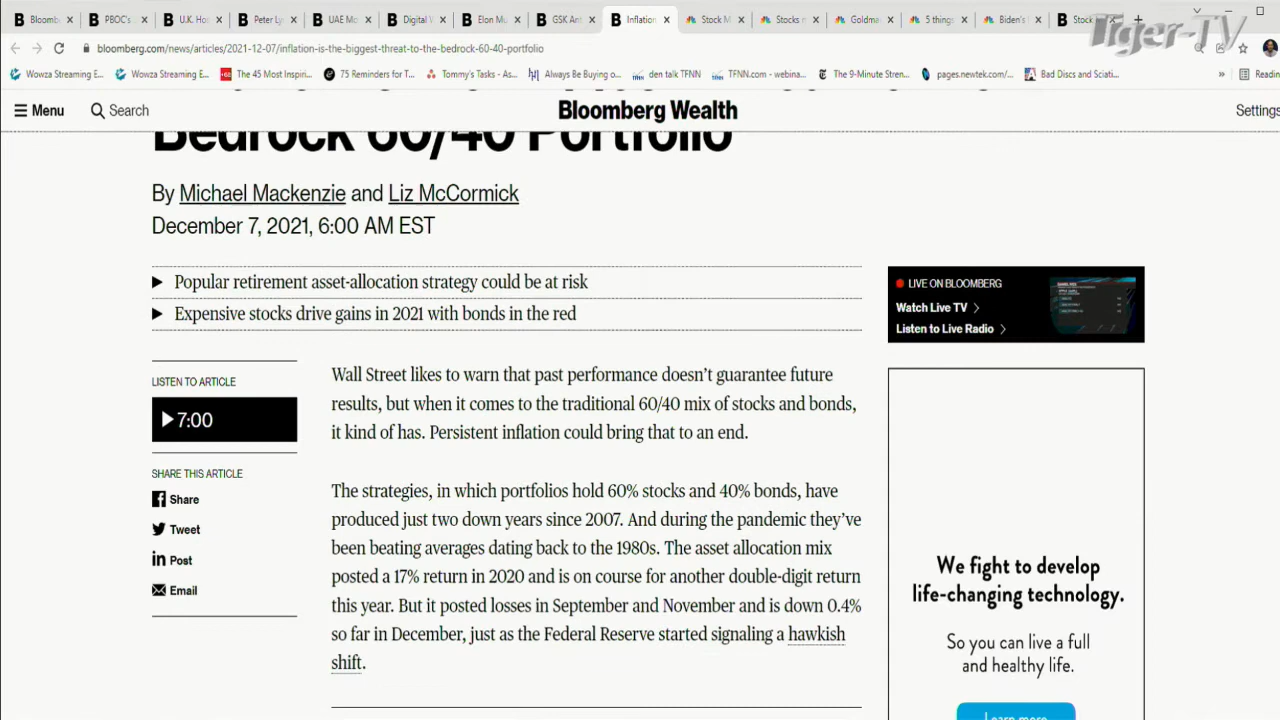 Bloomb
PBOC's
U.K. Ho
Peter Ly
UAE Mo
Digital
Elon Mu
GSK Ant
Inflation
Stock M
Stocks r
Goldma
5 things
Biden's
Stock
Tiger-TV
bloomberg.com/news/articles/2021-12-07/inflation-is-the-biggest-threat-to-the-bedrock-60-40-portfolio
Wowza Streaming E...
Wowza Streaming E...
The 45 Most Inspiri...
75 Reminders for T...
Tommy's Tasks - As...
Always Be Buying o...
den talk TFNN
TFNN.com - webina...
The 9-Minute Stren...
pages.newtek.com/...
Bad Discs and Sciati...
»
Readin
Menu
Search
Bloomberg Wealth
Settings
Bedrock 60/40 Portfolio
By Michael Mackenzie and Liz McCormick
December 7, 2021, 6:00 AM EST
Popular retirement asset-allocation strategy could be at risk
Expensive stocks drive gains in 2021 with bonds in the red
LISTEN TO ARTICLE
7:00
SHARE THIS ARTICLE
Share
Tweet
Post
Email
Wall Street likes to warn that past performance doesn't guarantee future
results, but when it comes to the traditional 60/40 mix of stocks and bonds,
it kind of has. Persistent inflation could bring that to an end.
The strategies, in which portfolios hold 60% stocks and 40% bonds, have
produced just two down years since 2007. And during the pandemic they've
been beating averages dating back to the 1980s. The asset allocation mix
posted a 17% return in 2020 and is on course for another double-digit return
this year. But it posted losses in September and November and is down 0.4%
so far in December, just as the Federal Reserve started signaling a hawkish
shift.
LIVE ON BLOOMBERG
Watch Live TV >
Listen to Live Radio >
We fight to develop
life-changing technology.
So you can live a full
and healthy life.
Learn more